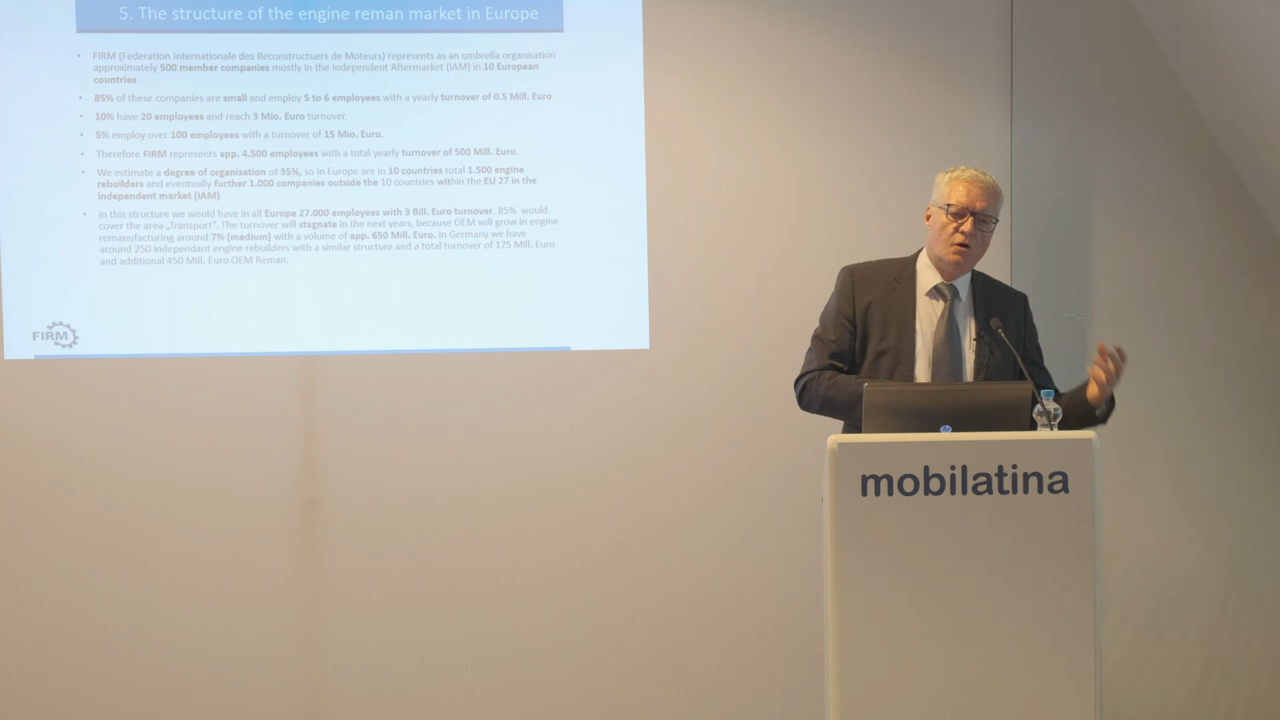 5. The structure of the engine reman market in Europe
• FIRM (Federation Internationale des Reconstructuers de Moteurs) represents as an umbrella organisation
approximately 500 member companies mostly in the Independent Aftermarket (IAM) in 10 European
countries
• 85% of these companies are small and employ 5 to 6 employees with a yearly turnover of 0.5 Mill. Euro
• 10% have 20 employees and reach 3 Mio. Euro turnover.
• 5% employ over 100 employees with a turnover of 15 Mio. Euro.
• Therefore FIRM represents app. 4.500 employees with a total yearly turnover of 500 Mill. Euro.
• We estimate a degree of organisation of 35%, so in Europe are in 10 countries total 1.500 engine
rebuilders and eventually further 1.000 companies outside the 10 countries within the EU 27 in the
independent market (IAM)
• In this structure we would have in all Europe 27.000 employees with 3 Bill. Euro turnover. 85% would
cover the area „Transport". The turnover will stagnate in the next years, because OEM will grow in engine
remanufacturing around 7% (medium) with a volume of app. 650 Mill. Euro. In Germany we have
around 250 independant engine rebuilders with a similar structure and a total turnover of 175 Mill. Euro
and additional 450 Mill. Euro OEM Reman.
FIRM
hp
mobilatina